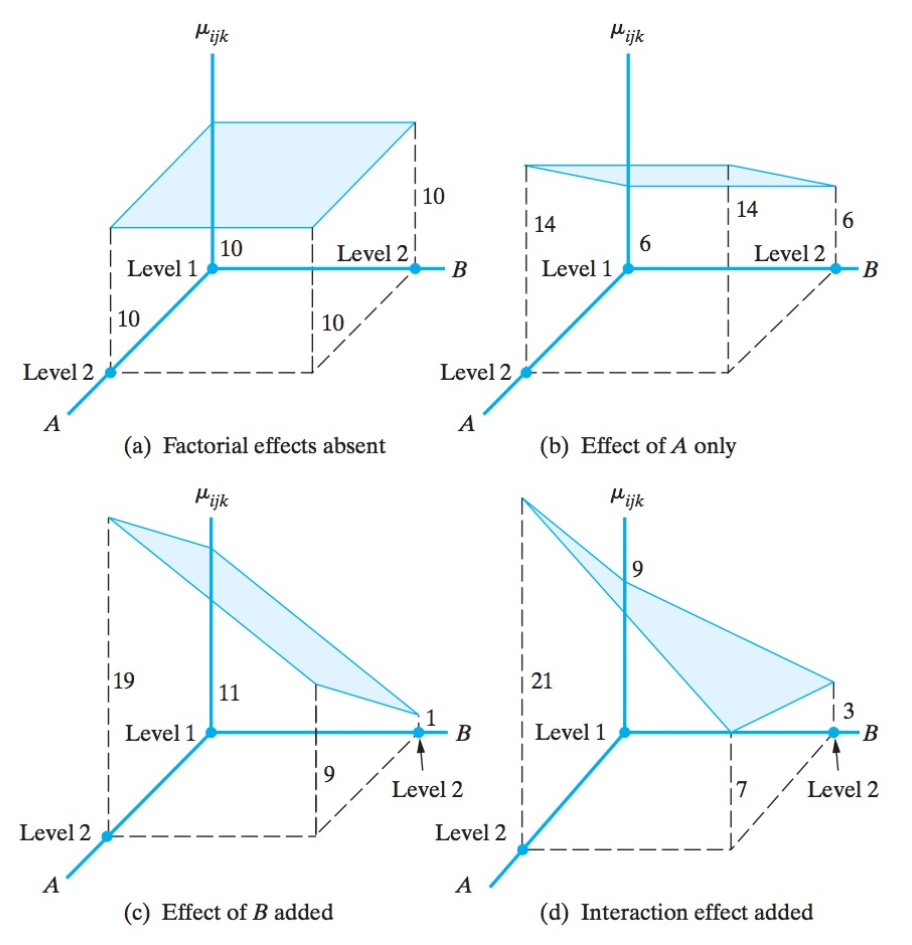 μijk
10
10
Level 1
Level 2
B
10
10
Level 2
A
(a) Factorial effects absent
μijk
14
14
6
6
Level 1
Level 2
B
Level 2
A
(b) Effect of A only
μijk
19
11
1
Level 1
B
9
Level 2
Level 2
A
(c) Effect of B added
μijk
9
21
3
Level 1
B
7
Level 2
Level 2
A
(d) Interaction effect added